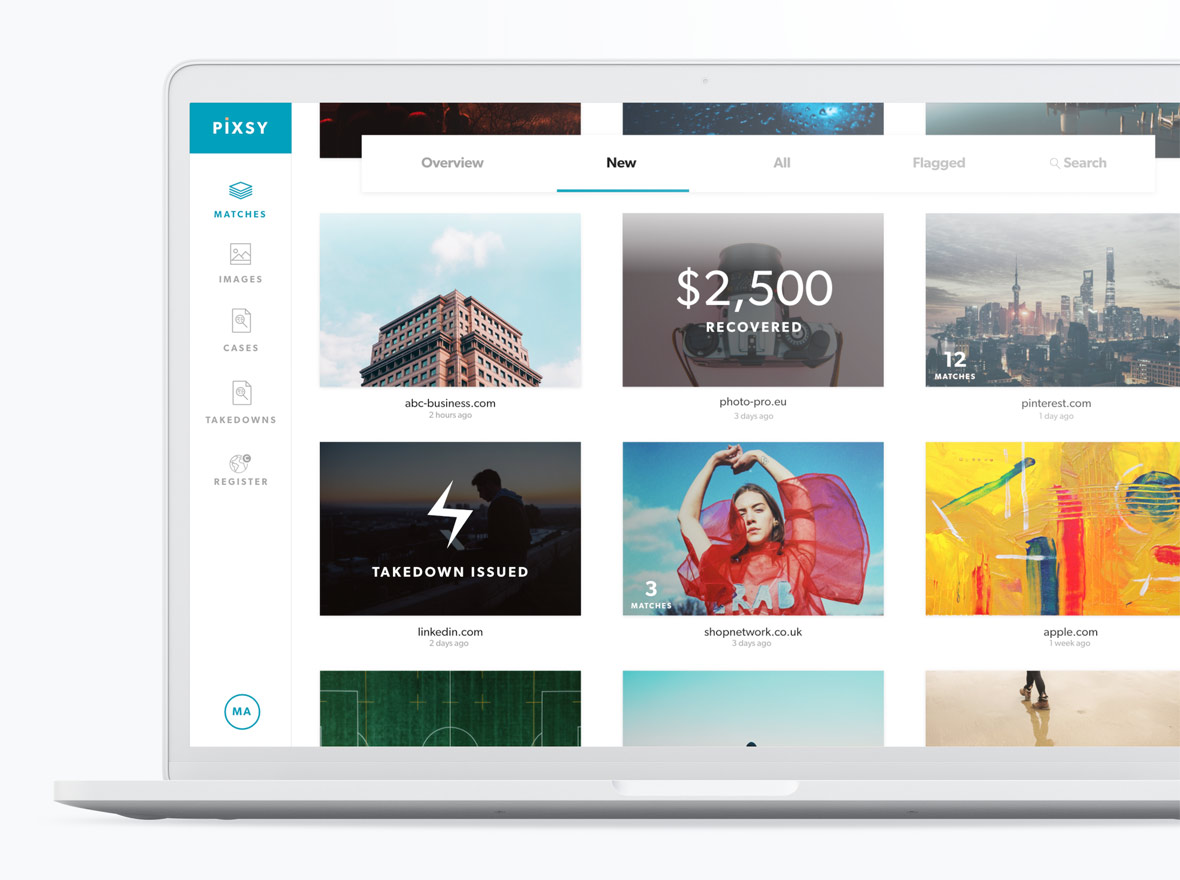 PiXSY
MATCHES
IMAGES
CASES
TAKEDOWNS
REGISTER
MA
Overview
New
All
Flagged
Search
abc-business.com
2 hours ago
$2,500
RECOVERED
photo-pro.eu
3 days ago
12
MATCHES
pinterest.com
1 day ago
TAKEDOWN ISSUED
linkedin.com
2 days ago
3
MATCHES
shopnetwork.co.uk
3 days ago
apple.com
1 week ago